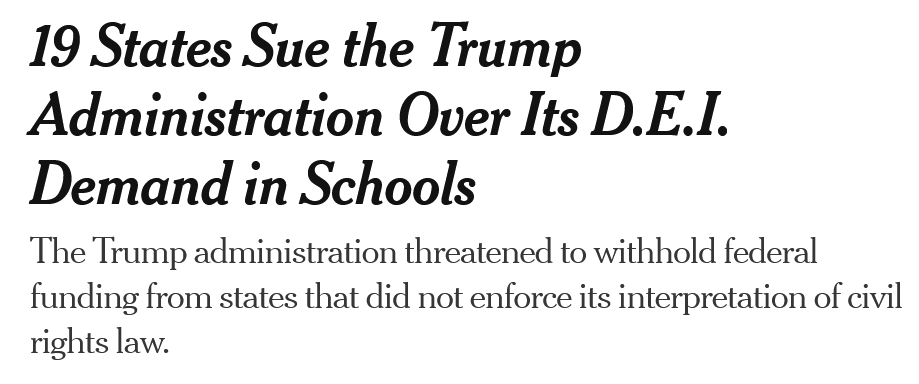 19 States Sue the Trump
Administration Over Its D.E.I.
Demand in Schools
The Trump administration threatened to withhold federal
funding from states that did not enforce its interpretation of civil
rights law.